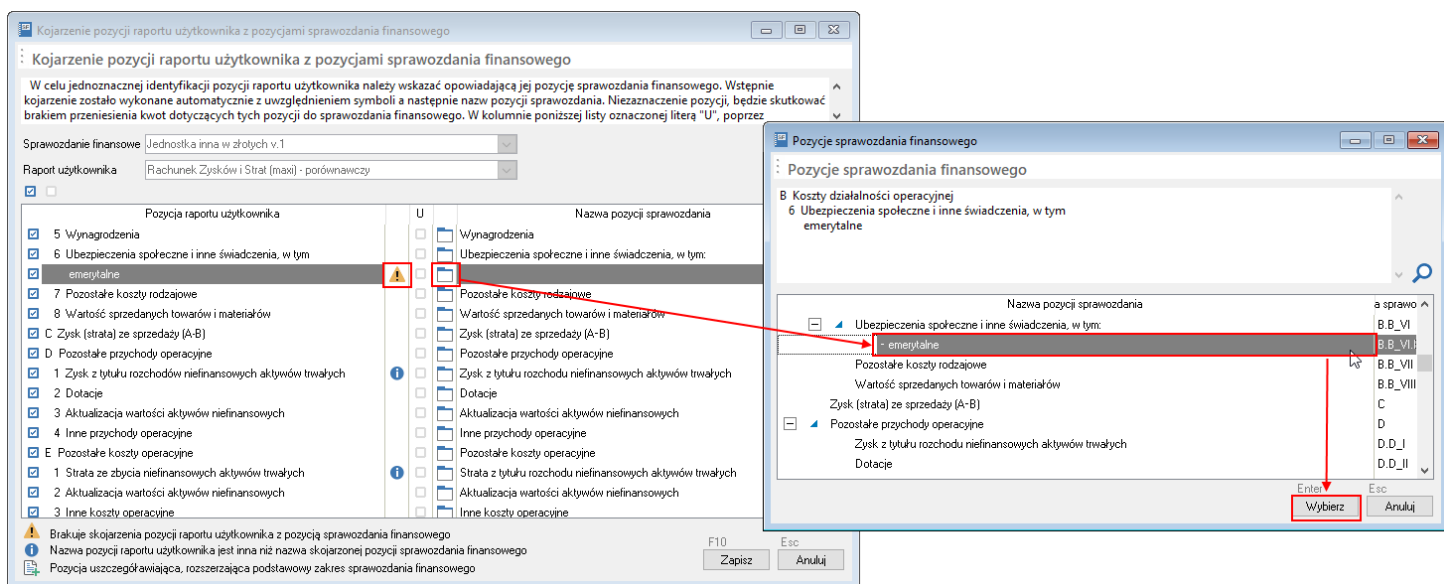 Kojarzenie pozycji raportu użytkownika z pozycjami sprawozdania finansowego
Kojarzenie pozycji raportu użytkownika z pozycjami sprawozdania finansowego
W celu jednoznacznej identyfikacji pozycji raportu użytkownika należy wskazać opowiadającą jej pozycję sprawozdania finansowego. Wstępnie
kojarzenie zostało wykonane automatycznie z uwzględnieniem symboli a następnie nazw pozycji sprawozdania. Niezaznaczenie pozycji, będzie skutkować
brakiem przeniesienia kwot dotyczących tych pozycji do sprawozdania finansowego. W kolumnie poniższej listy oznaczonej literą "U", poprzez
Sprawozdanie finansowe Jednostka inna w złotych v.1
Raport użytkownika Rachunek Zysków i Strat (maxi) - porównawczy
Pozycja raportu użytkownika U Nazwa pozycji sprawozdania
5 Wynagrodzenia Wynagrodzenia
6 Ubezpieczenia społeczne i inne świadczenia, w tym Ubezpieczenia społeczne i inne świadczenia, w tym:
emerytalne
7 Pozostałe koszty rodzajowe Pozostałe koszty rodzajowe
8 Wartość sprzedanych towarów i materiałów Wartość sprzedanych towarów i materiałów
C Zysk (strata) ze sprzedaży (A-B) Zysk (strata) ze sprzedaży (A-B)
D Pozostałe przychody operacyjne Pozostałe przychody operacyjne
1 Zysk z tytułu rozchodów niefinansowych aktywów trwałych Zysk z tytułu rozchodu niefinansowych aktywów trwałych
2 Dotacje Dotacje
3 Aktualizacja wartości aktywów niefinansowych Aktualizacja wartości aktywów niefinansowych
4 Inne przychody operacyjne Inne przychody operacyjne
E Pozostałe koszty operacyjne Pozostałe koszty operacyjne
1 Strata ze zbycia niefinansowych aktywów trwałych Strata z tytułu rozchodu niefinansowych aktywów trwałych
2 Aktualizacja wartości aktywów niefinansowych Aktualizacja wartości aktywów niefinansowych
3 Inne koszty operacyjne Inne koszty operacyjne
Brakuje skojarzenia pozycji raportu użytkownika z pozycją sprawozdania finansowego
Nazwa pozycji raportu użytkownika jest inna niż nazwa skojarzonej pozycji sprawozdania finansowego
Pozycja uszczegóławiająca, rozszerzająca podstawowy zakres sprawozdania finansowego
F10 Esc
Zapisz Anuluj
Pozycje sprawozdania finansowego
Pozycje sprawozdania finansowego
B Koszty działalności operacyjnej
6 Ubezpieczenia społeczne i inne świadczenia, w tym
emerytalne
Nazwa pozycji sprawozdania a sprawo
Ubezpieczenia społeczne i inne świadczenia, w tym: B.B_VI
- emerytalne B.B_VI.
Pozostałe koszty rodzajowe B.B_VII
Wartość sprzedanych towarów i materiałów B.B_VIII
Zysk (strata) ze sprzedaży (A-B) C
Pozostałe przychody operacyjne D
Zysk z tytułu rozchodu niefinansowych aktywów trwałych D.D_I
Dotacje D.D_II
Enter Esc
Wybierz Anuluj